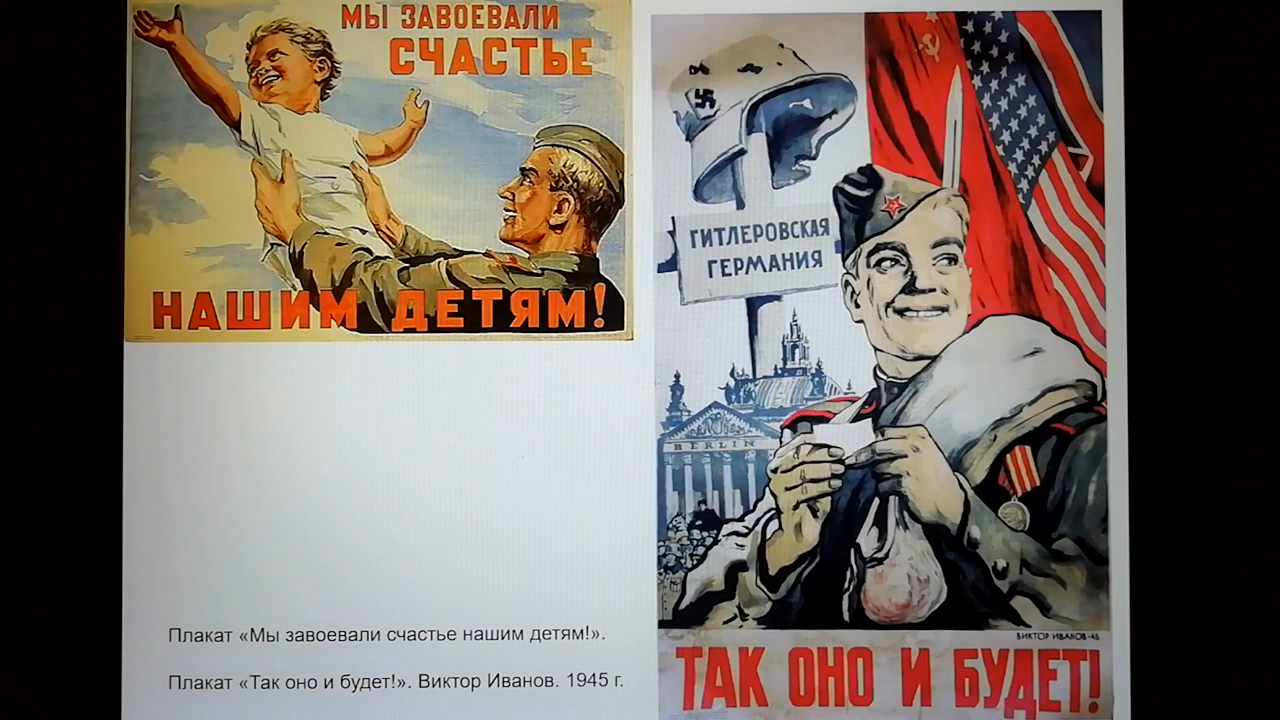 МЫ ЗАВОЕВАЛИ
СЧАСТЬЕ
НАШИМ ДЕТЯМ!
ГИТЛЕРОВСКАЯ
ГЕРМАНИЯ
BERLIN
ВИКТОР ИВАНОВ-45
ТАК ОНО И БУДЕТ!
Плакат «Мы завоевали счастье нашим детям!».
Плакат «Так оно и будет!». Виктор Иванов. 1945 г.